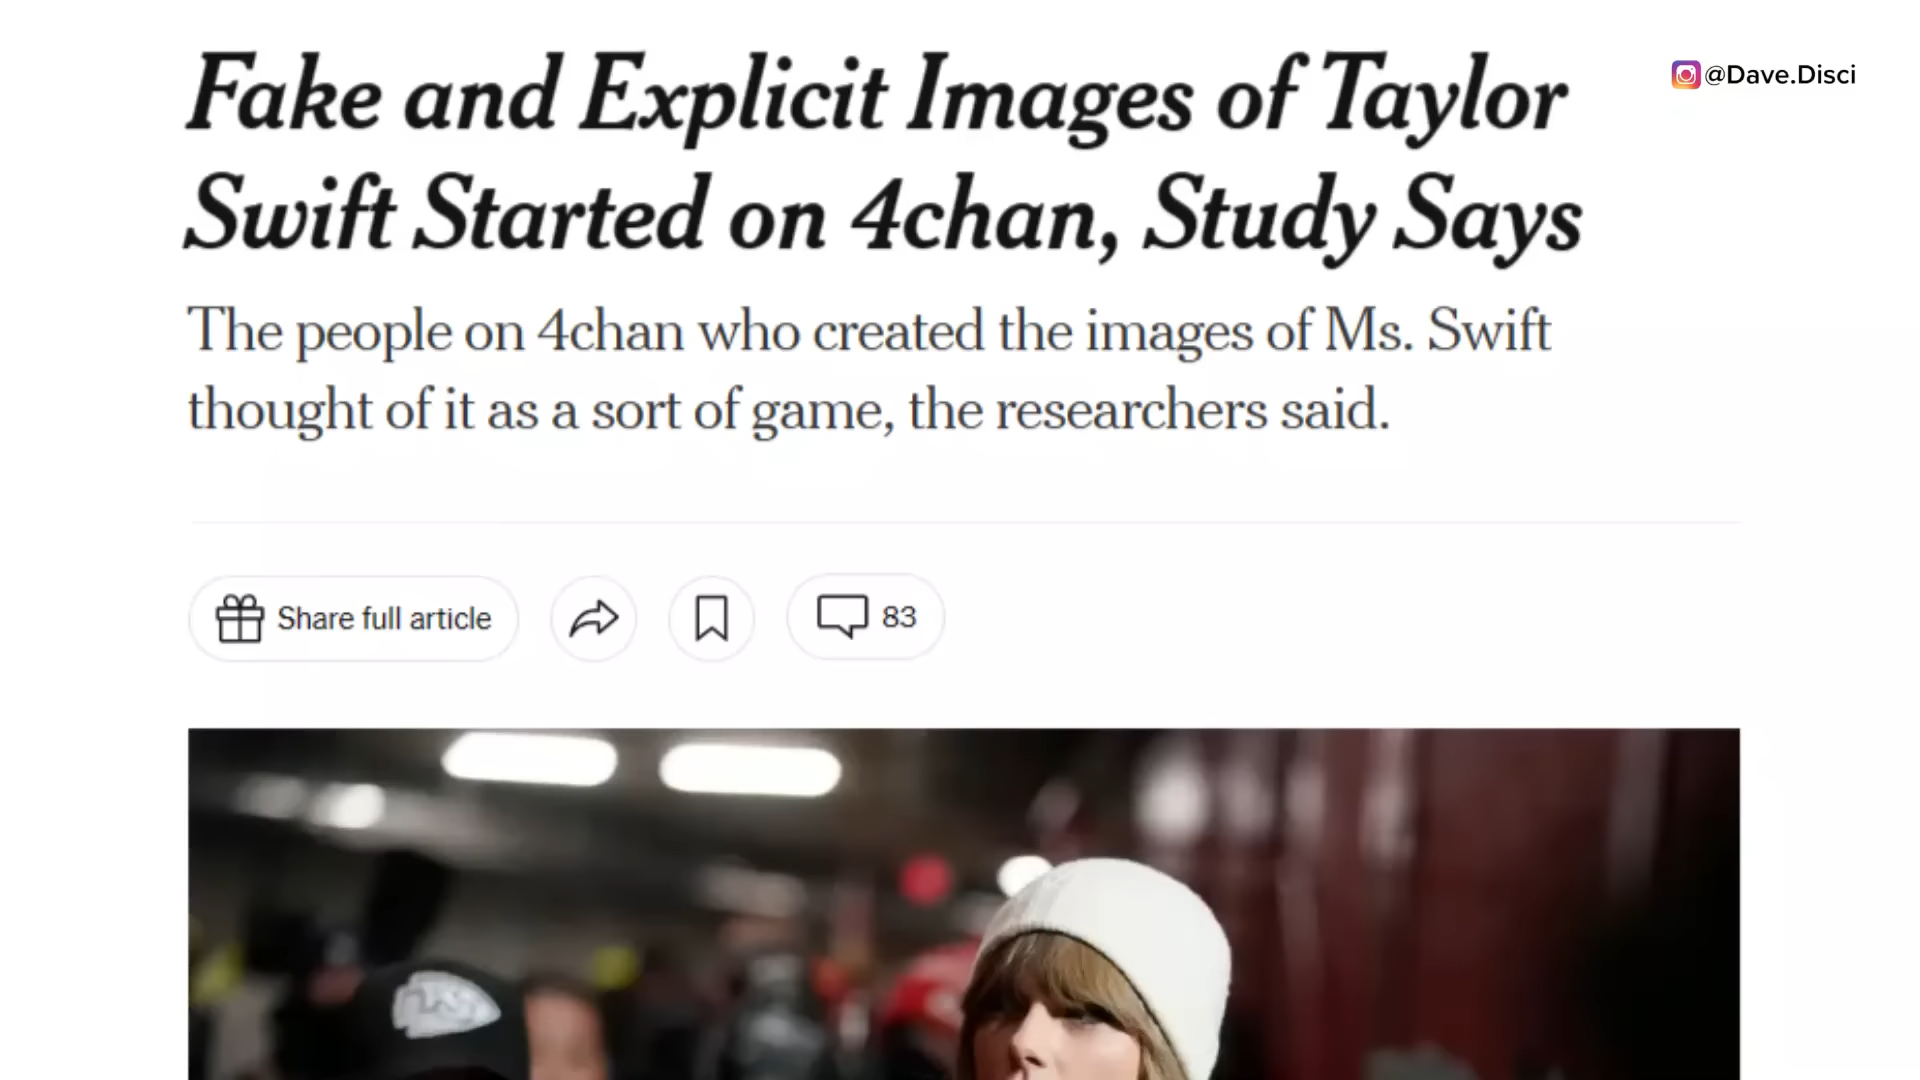 Fake and Explicit Images of Taylor
@Dave.Disci
Swift Started on 4chan, Study Says
The people on 4chan who created the images of Ms. Swift
thought of it as a sort of game, the researchers said.
Share full article
83
KC